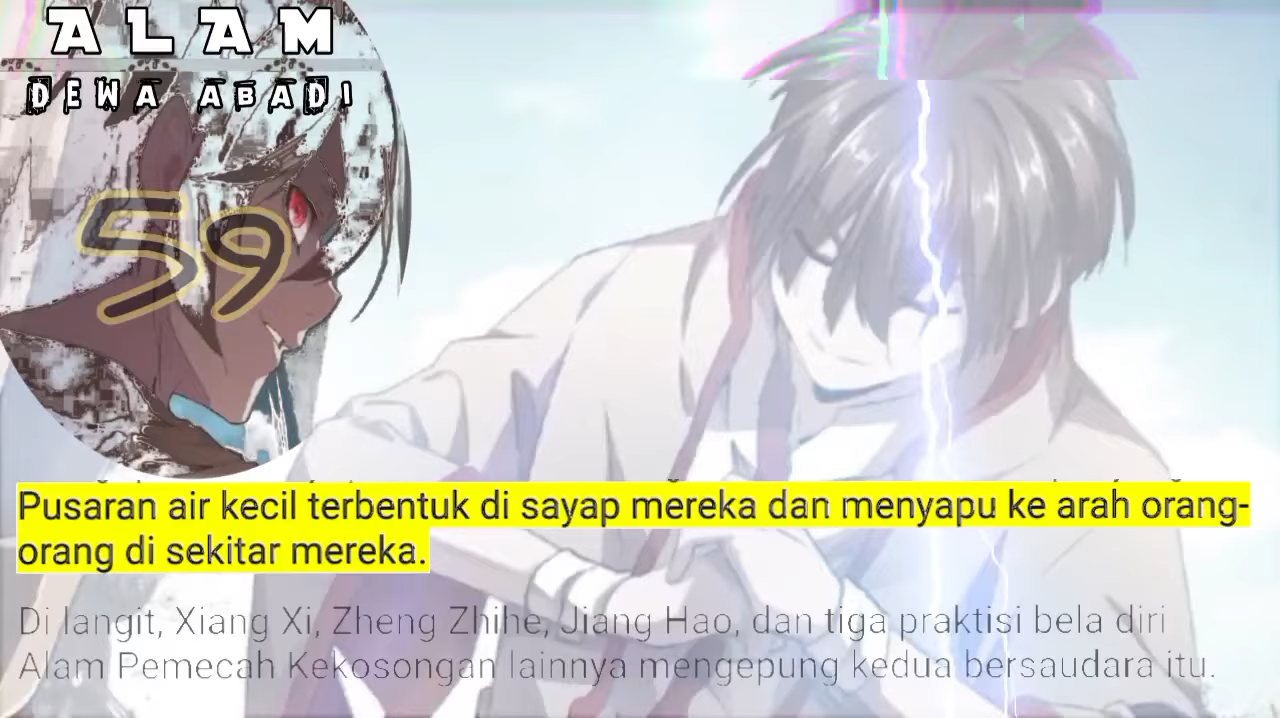 ALAM
DEWA ABADI
59
Pusaran air kecil terbentuk di sayap mereka dan menyapu ke arah orang-
orang di sekitar mereka.
Di langit, Xiang Xi, Zheng Zhihe, Jiang Hao, dan tiga praktisi bela diri
Alam Pemecah Kekosongan lainnya mengepung kedua bersaudara itu.